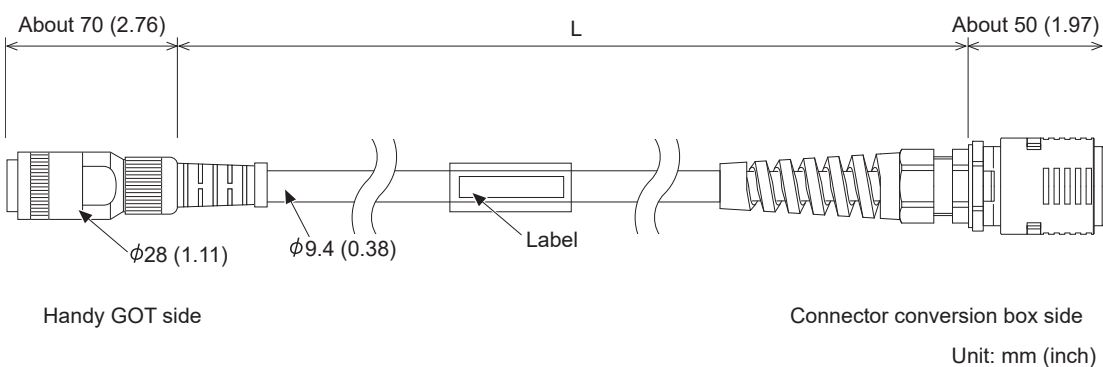 About 70 (2.76)
L
About 50 (1.97)
ϕ28 (1.11)
ϕ9.4 (0.38)
Label
Handy GOT side
Connector conversion box side
Unit: mm (inch)